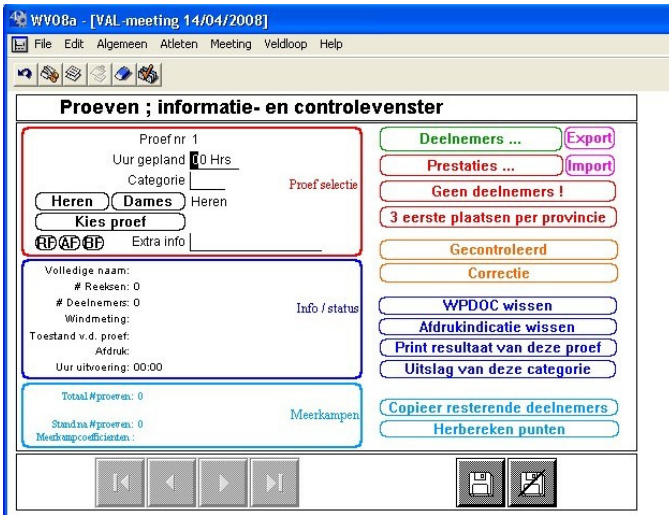 WV08a - [VAL-meeting 14/04/2008]
File Edit Algemeen Atleten Meeting Veldloop Help
Proeven ; informatie- en controlevenster
Proef nr 1
Uur gepland 00 Hrs
Categorie
Proef selectie
Heren Dames Heren
Kies proef
RF AF BF Extra info
Volledige naam:
# Reeksen: 0
# Deelnemers: 0
Info / status
Windmeting:
Toestand v.d. proef:
Afdruk:
Uur uitvoering: 00:00
Totaal #proeven: 0
Meerkampen
Stand na #proeven: 0
Meerkampcoefficienten :
Deelnemers ... Export
Prestaties ... Import
Geen deelnemers !
3 eerste plaatsen per provincie
Gecontroleerd
Correctie
WPDOC wissen
Afdrukindicatie wissen
Print resultaat van deze proef
Uitslag van deze categorie
Copieer resterende deelnemers
Herbereken punten